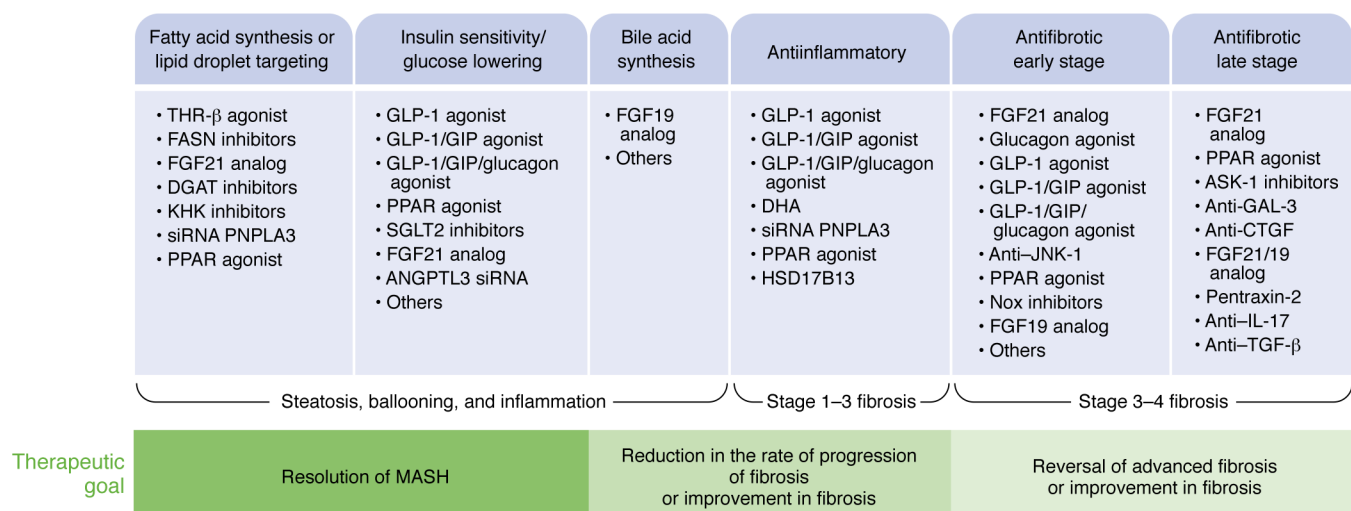 Fatty acid synthesis or
lipid droplet targeting
Insulin sensitivity/
glucose lowering
Bile acid
synthesis
Antiinflammatory
Antifibrotic
early stage
Antifibrotic
late stage
• THR-β agonist
• FASN inhibitors
• FGF21 analog
• DGAT inhibitors
• KHK inhibitors
• siRNA PNPLA3
• PPAR agonist
• GLP-1 agonist
• GLP-1/GIP agonist
• GLP-1/GIP/glucagon
agonist
• PPAR agonist
• SGLT2 inhibitors
• FGF21 analog
• ANGPTL3 siRNA
• Others
• FGF19
analog
• Others
• GLP-1 agonist
• GLP-1/GIP agonist
• GLP-1/GIP/glucagon
agonist
• DHA
• siRNA PNPLA3
• PPAR agonist
• HSD17B13
• FGF21 analog
• Glucagon agonist
• GLP-1 agonist
• GLP-1/GIP agonist
• GLP-1/GIP/
glucagon agonist
• Anti–JNK-1
• PPAR agonist
• Nox inhibitors
• FGF19 analog
• Others
• FGF21
analog
• PPAR agonist
• ASK-1 inhibitors
• Anti-GAL-3
• Anti-CTGF
• FGF21/19
analog
• Pentraxin-2
• Anti–IL-17
• Anti–TGF-β
Steatosis, ballooning, and inflammation
Stage 1–3 fibrosis
Stage 3–4 fibrosis
Therapeutic
goal
Resolution of MASH
Reduction in the rate of progression
of fibrosis
or improvement in fibrosis
Reversal of advanced fibrosis
or improvement in fibrosis